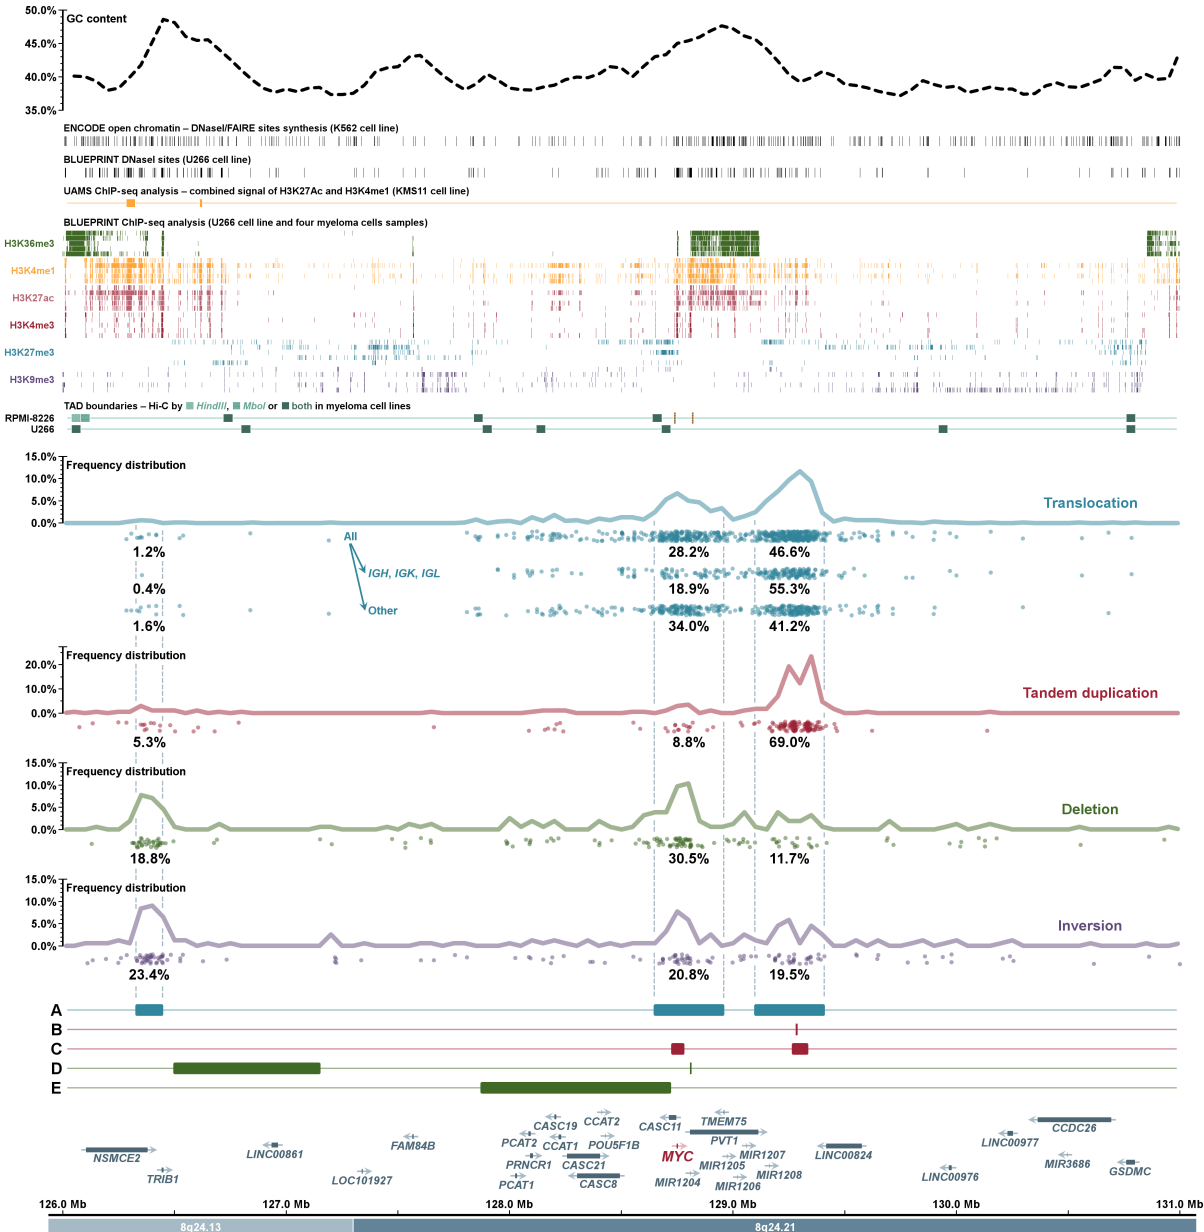 50.0%
GC content
45.0%
40.0%
35.0%
ENCODE open chromatin – DNaseI/FAIRE sites synthesis (K562 cell line)
BLUEPRINT DNaseI sites (U266 cell line)
UAMS ChIP-seq analysis – combined signal of H3K27Ac and H3K4me1 (KMS11 cell line)
BLUEPRINT ChIP-seq analysis (U266 cell line and four myeloma cells samples)
H3K36me3
H3K4me1
H3K27ac
H3K4me3
H3K27me3
H3K9me3
TAD boundaries – Hi-C by HindIII, MboI or both in myeloma cell lines
RPMI-8226
U266
15.0%
Frequency distribution
10.0%
5.0%
0.0%
Translocation
All
1.2% 28.2% 46.6%
IGH, IGK, IGL
0.4% 18.9% 55.3%
Other
1.6% 34.0% 41.2%
Frequency distribution
20.0%
10.0%
0.0%
Tandem duplication
5.3% 8.8% 69.0%
15.0%
Frequency distribution
10.0%
5.0%
0.0%
Deletion
18.8% 30.5% 11.7%
15.0%
Frequency distribution
10.0%
5.0%
0.0%
Inversion
23.4% 20.8% 19.5%
A
B
C
D
E
CASC19 CCAT2 CASC11 TMEM75 CCDC26
NSMCE2 LINC00861 FAM84B PCAT2 CCAT1 POU5F1B PVT1 LINC00977
TRIB1 LOC101927 PRNCR1 CASC21 MYC MIR1205 MIR1207 LINC00824 MIR3686 GSDMC
PCAT1 CASC8 MIR1204 MIR1206 MIR1208 LINC00976
126.0 Mb 127.0 Mb 128.0 Mb 129.0 Mb 130.0 Mb 131.0 Mb
8q24.13 8q24.21